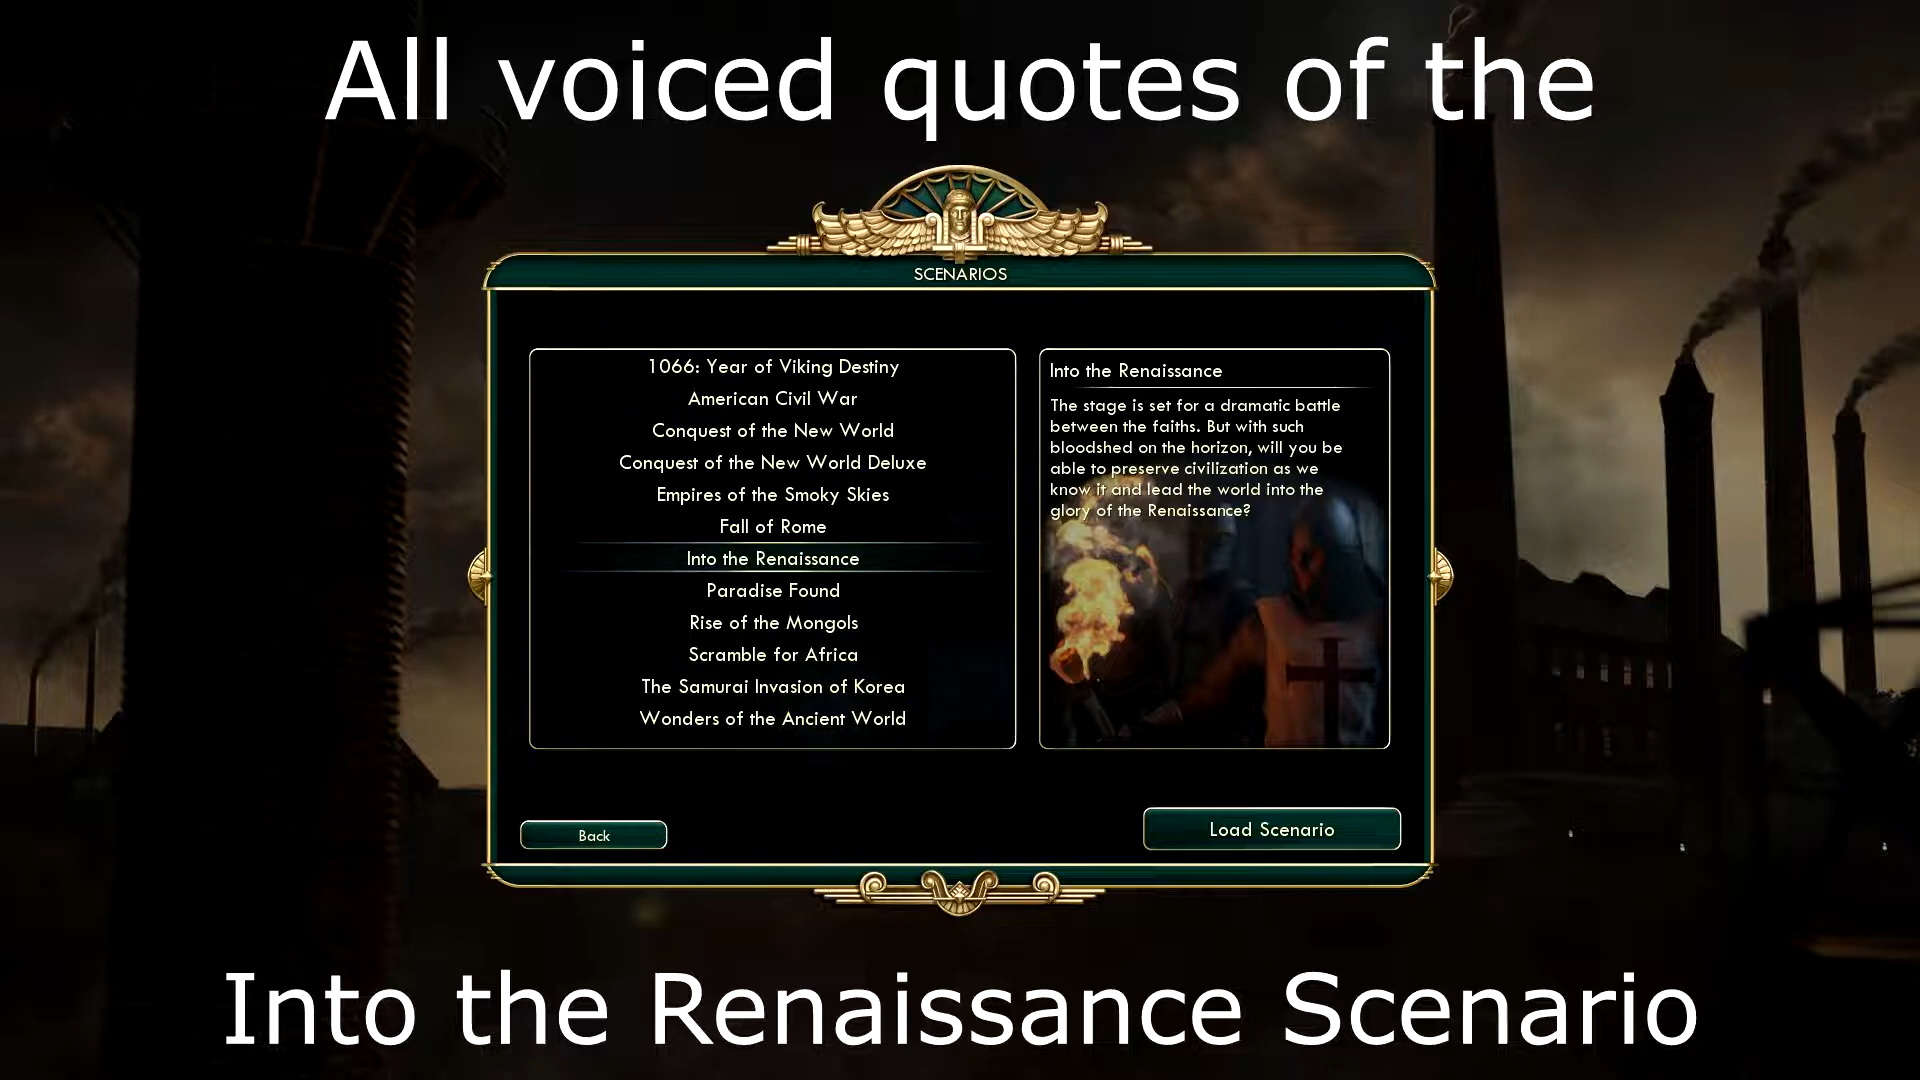 All voiced quotes of the
SCENARIOS
1066: Year of Viking Destiny
American Civil War
Conquest of the New World
Conquest of the New World Deluxe
Empires of the Smoky Skies
Fall of Rome
Into the Renaissance
Paradise Found
Rise of the Mongols
Scramble for Africa
The Samurai Invasion of Korea
Wonders of the Ancient World
Into the Renaissance
The stage is set for a dramatic battle
between the faiths. But with such
bloodshed on the horizon, will you be
able to preserve civilization as we
know it and lead the world into the
glory of the Renaissance?
Back
Load Scenario
Into the Renaissance Scenario